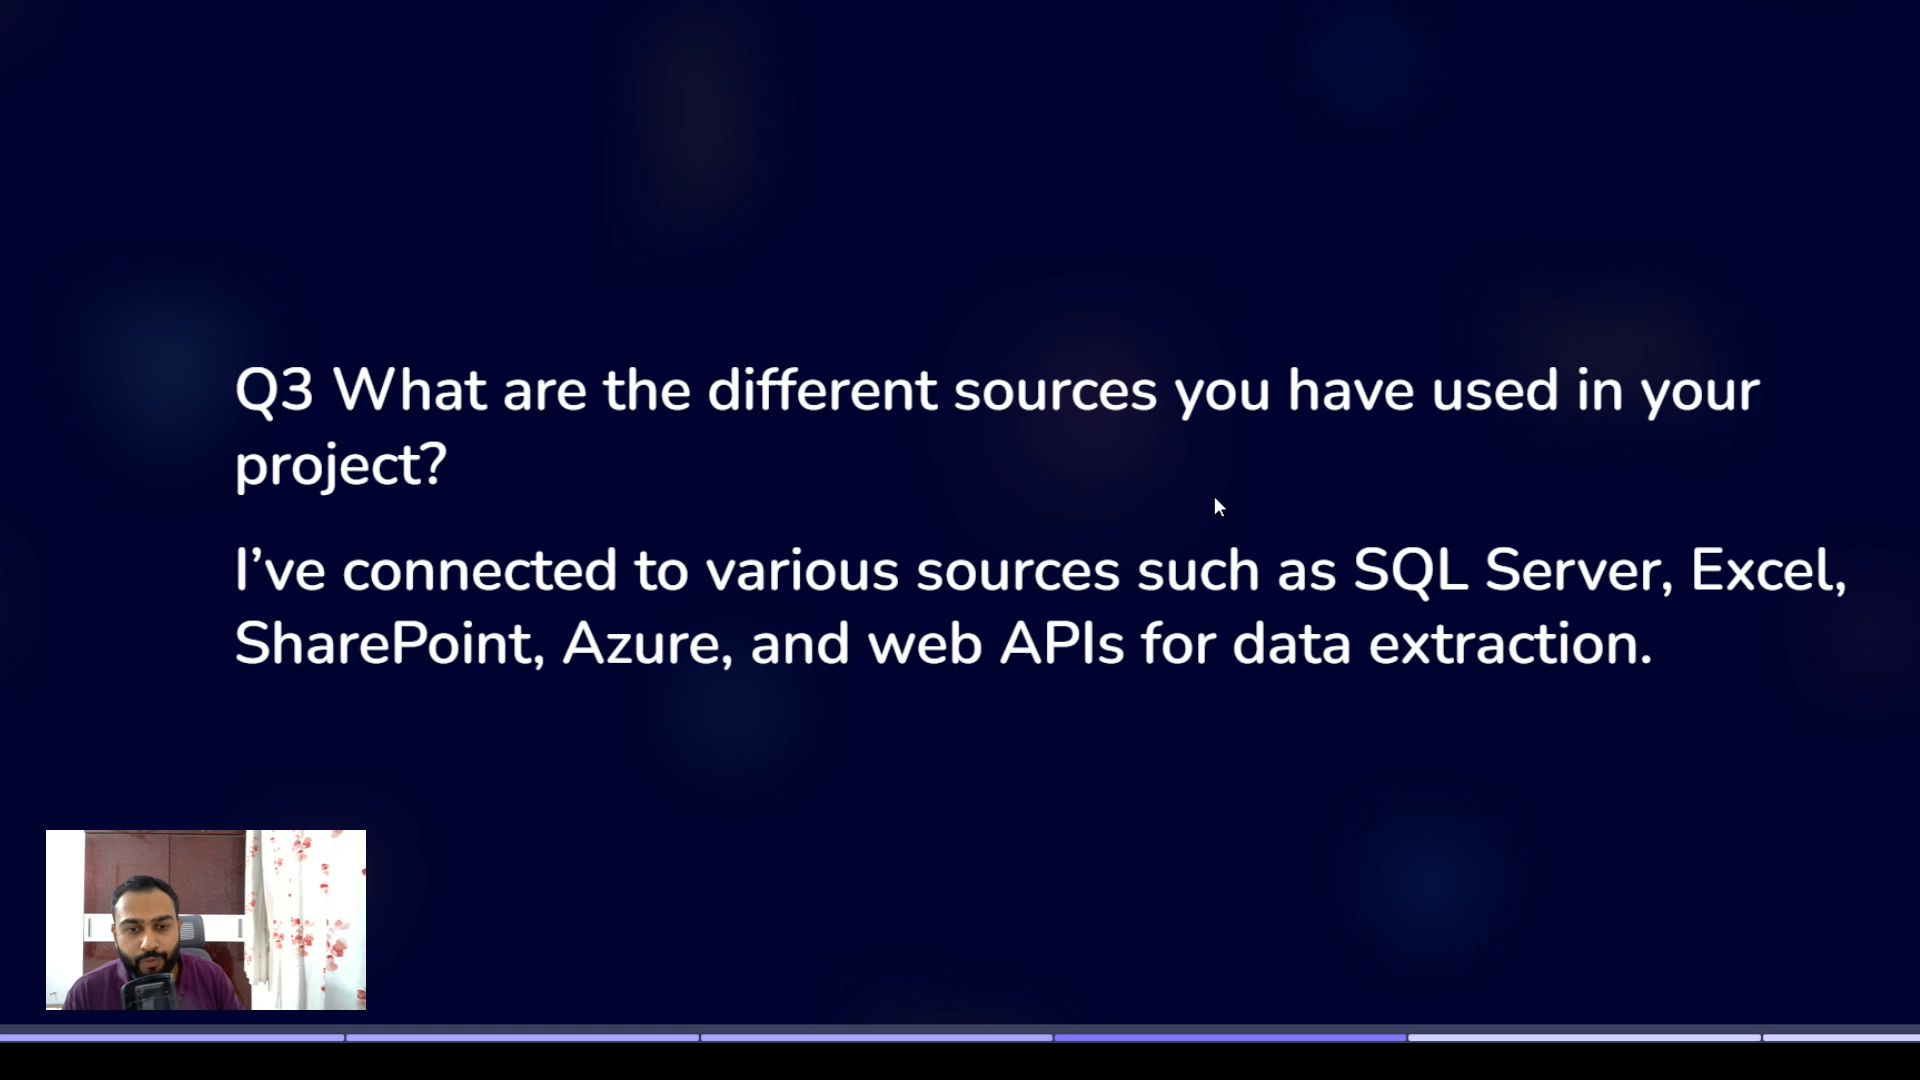 Q3 What are the different sources you have used in your
project?
I’ve connected to various sources such as SQL Server, Excel,
SharePoint, Azure, and web APIs for data extraction.